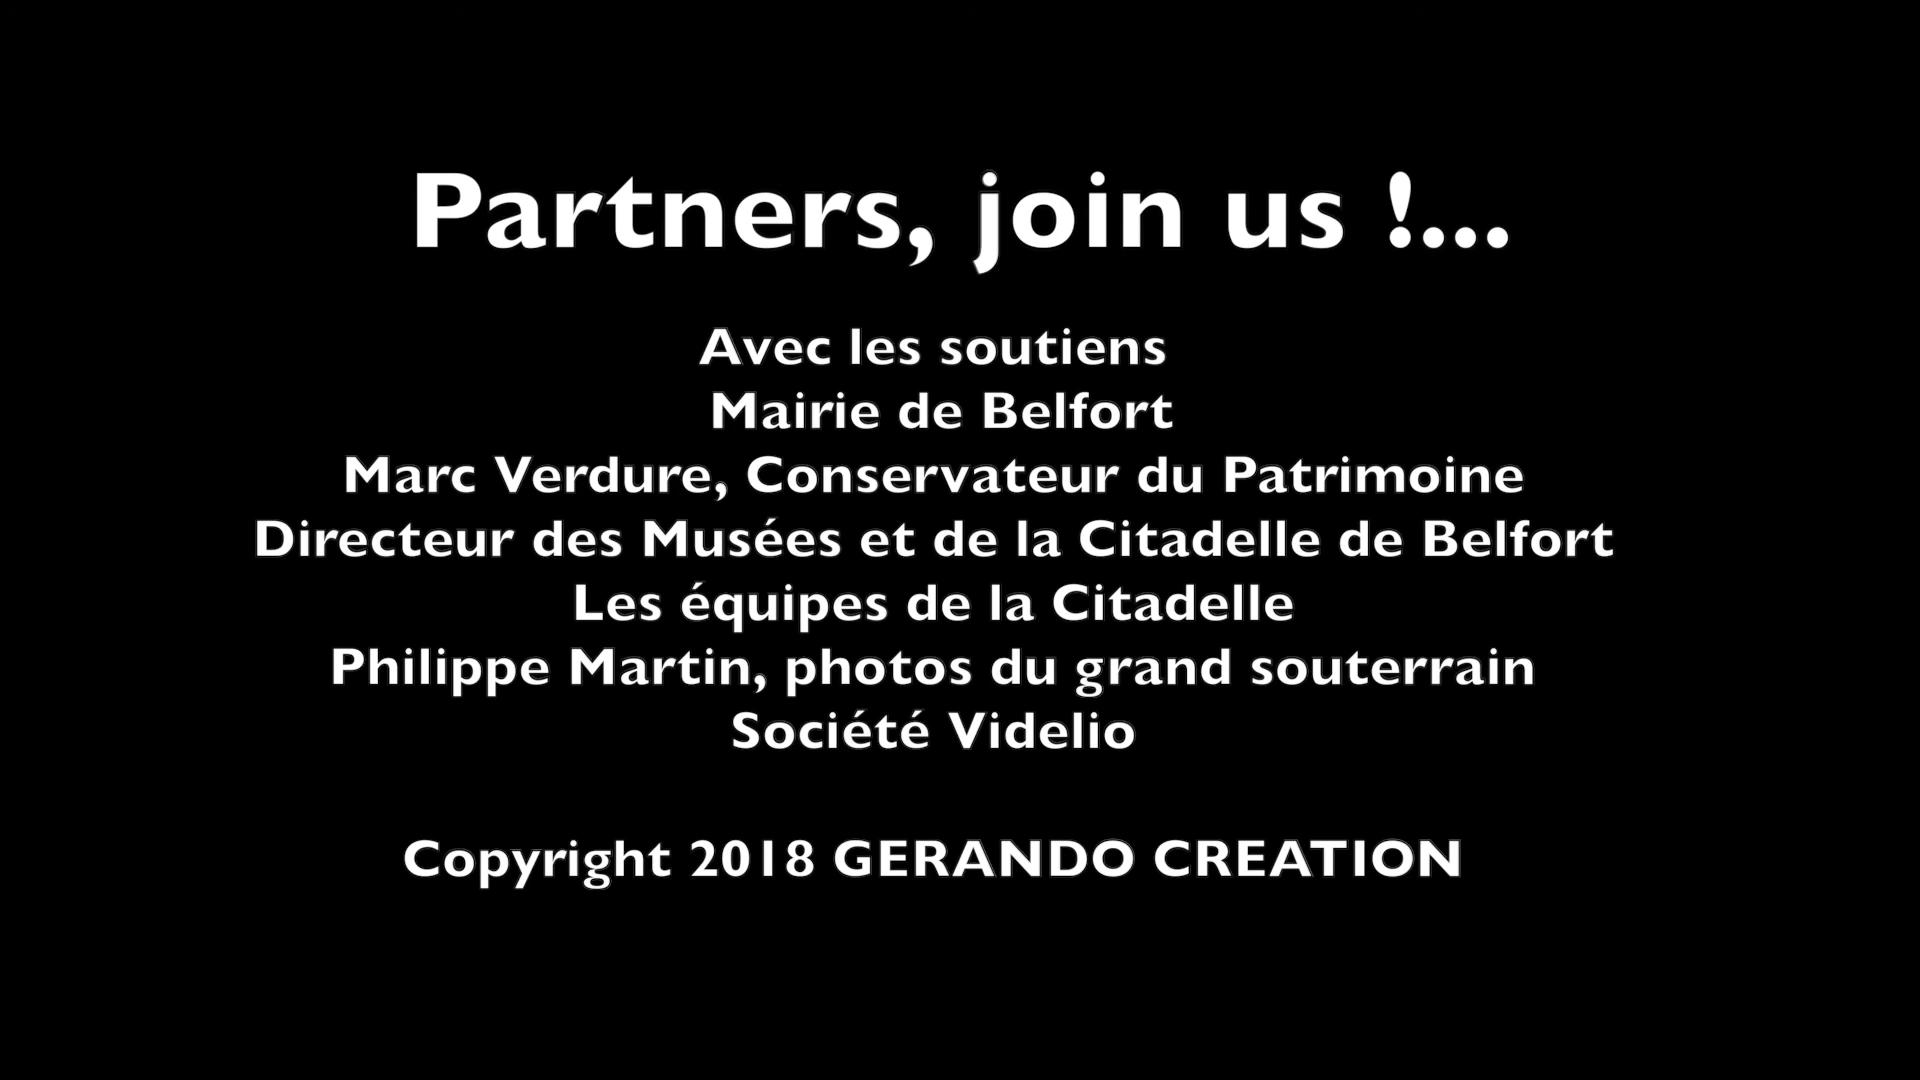 Partners, join us !...
Avec les soutiens
Mairie de Belfort
Marc Verdure, Conservateur du Patrimoine
Directeur des Musées et de la Citadelle de Belfort
Les équipes de la Citadelle
Philippe Martin, photos du grand souterrain
Société Videlio
Copyright 2018 GERANDO CREATION